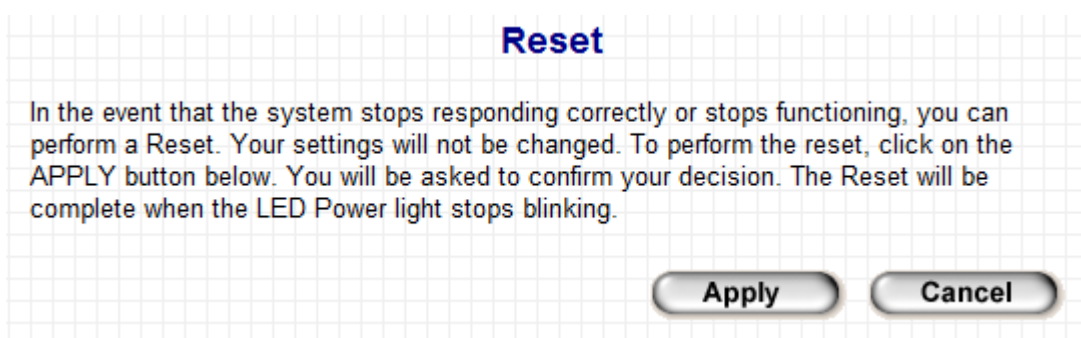 Reset
In the event that the system stops responding correctly or stops functioning, you can
perform a Reset. Your settings will not be changed. To perform the reset, click on the
APPLY button below. You will be asked to confirm your decision. The Reset will be
complete when the LED Power light stops blinking.
Apply Cancel